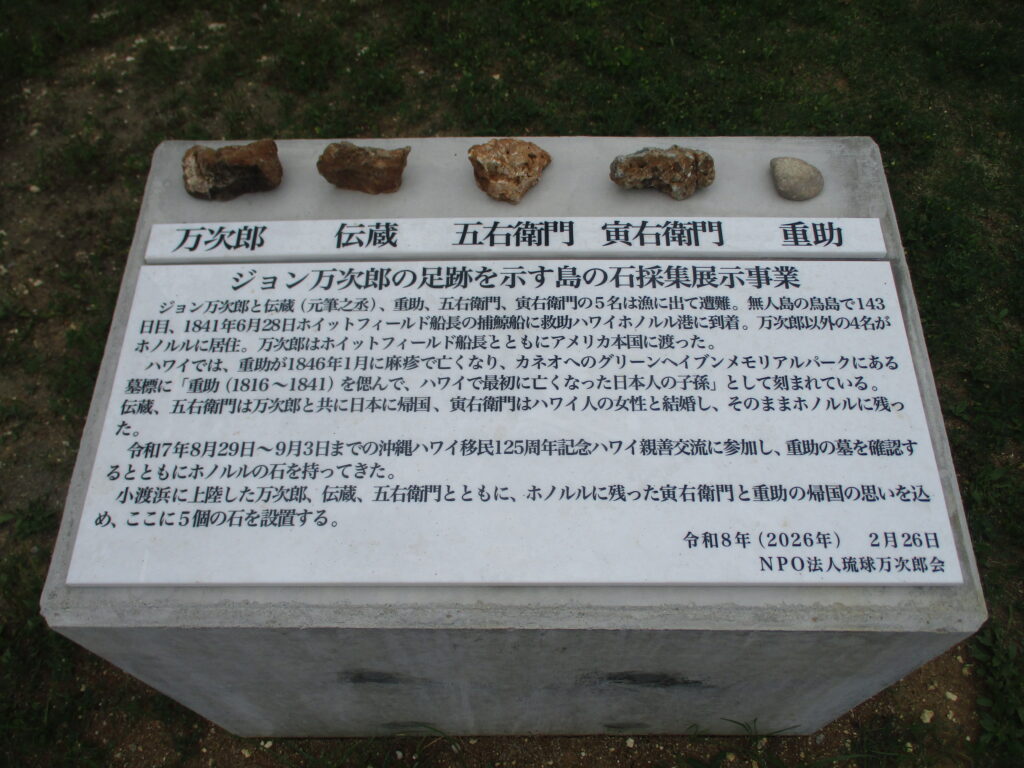 万次郎 伝蔵 五右衛門 寅右衛門 重助
ジョン万次郎の足跡を示す島の石採集展示事業
ジョン万次郎と伝蔵（元筆之丞）、重助、五右衛門、寅右衛門の５名は漁に出て遭難。無人島の鳥島で143
日目、1841年6月28日ホイットフィールド船長の捕鯨船に救助ハワイホノルル港に到着。万次郎以外の4名が
ホノルルに居住。万次郎はホイットフィールド船長とともにアメリカ本国に渡った。
ハワイでは、重助が1846年1月に麻疹で亡くなり、カネオヘのグリーンヘイブンメモリアルパークにある
墓標に「重助（1816～1841）を偲んで、ハワイで最初に亡くなった日本人の子孫」として刻まれている。
伝蔵、五右衛門は万次郎と共に日本に帰国、寅右衛門はハワイ人の女性と結婚し、そのままホノルルに残っ
た。
令和7年8月29日～9月3日までの沖縄ハワイ移民125周年記念ハワイ親善交流に参加し、重助の墓を確認す
るとともにホノルルの石を持ってきた。
小渡浜に上陸した万次郎、伝蔵、五右衛門とともに、ホノルルに残った寅右衛門と重助の帰国の思いを込
め、ここに５個の石を設置する。
令和8年（2026年） 2月26日
NPO法人琉球万次郎会